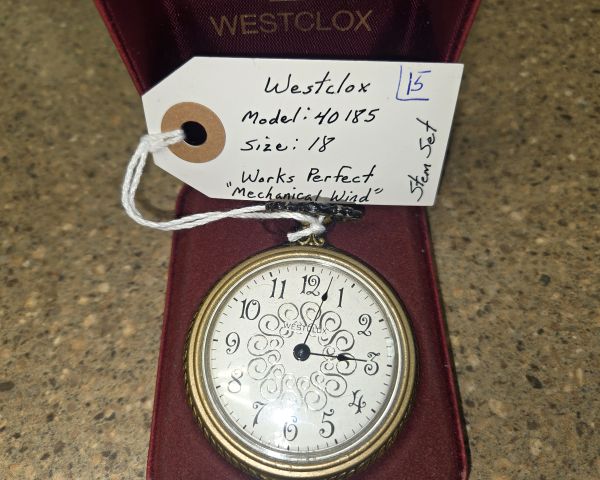 WESTCLOX
Westclox 15
Model: 40185
Size: 18
Works Perfect
"Mechanical Wind"
Stem Set
12
11 1
10 2
WESTCLOX
9 3
8 4
7 5
6